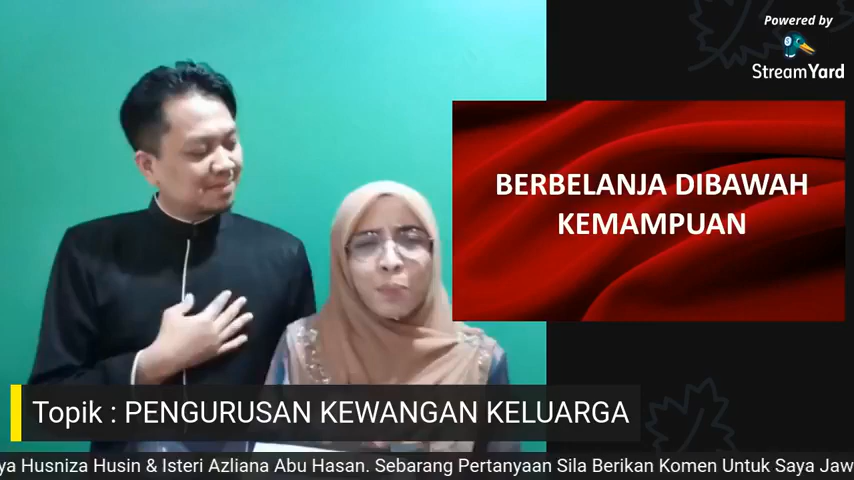 Powered by
StreamYard
BERBELANJA DIBAWAH
KEMAMPUAN
Topik : PENGURUSAN KEWANGAN KELUARGA
ya Husniza Husin & Isteri Azliana Abu Hasan. Sebarang Pertanyaan Sila Berikan Komen Untuk Saya Jaw